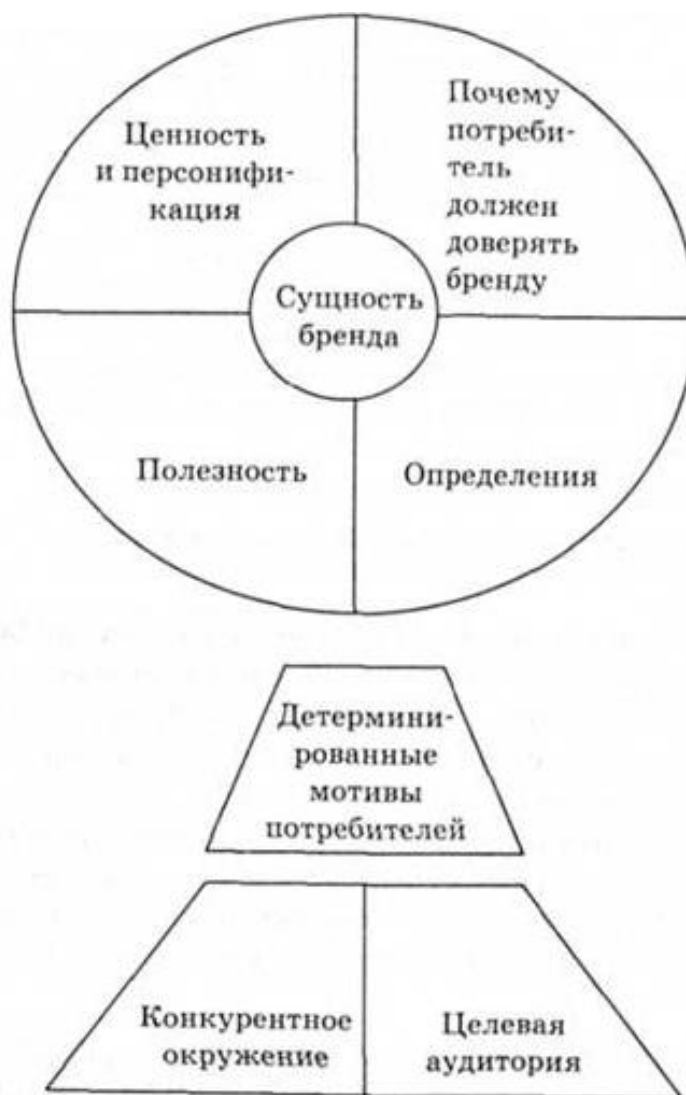 Ценность
и персонифи-
кация
Почему
потреби-
тель
должен
доверять
бренду
Сущность
бренда
Полезность
Определения
Детермини-
рованные
мотивы
потребителей
Конкурентное
окружение
Целевая
аудитория